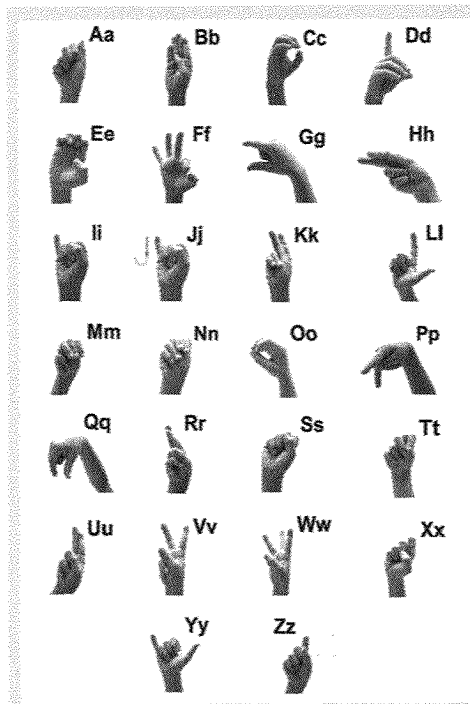 Aa Bb Cc Dd
Ee Ff Gg Hh
Ii Jj Kk Ll
Mm Nn Oo Pp
Qq Rr Ss Tt
Uu Vv Ww Xx
Yy Zz